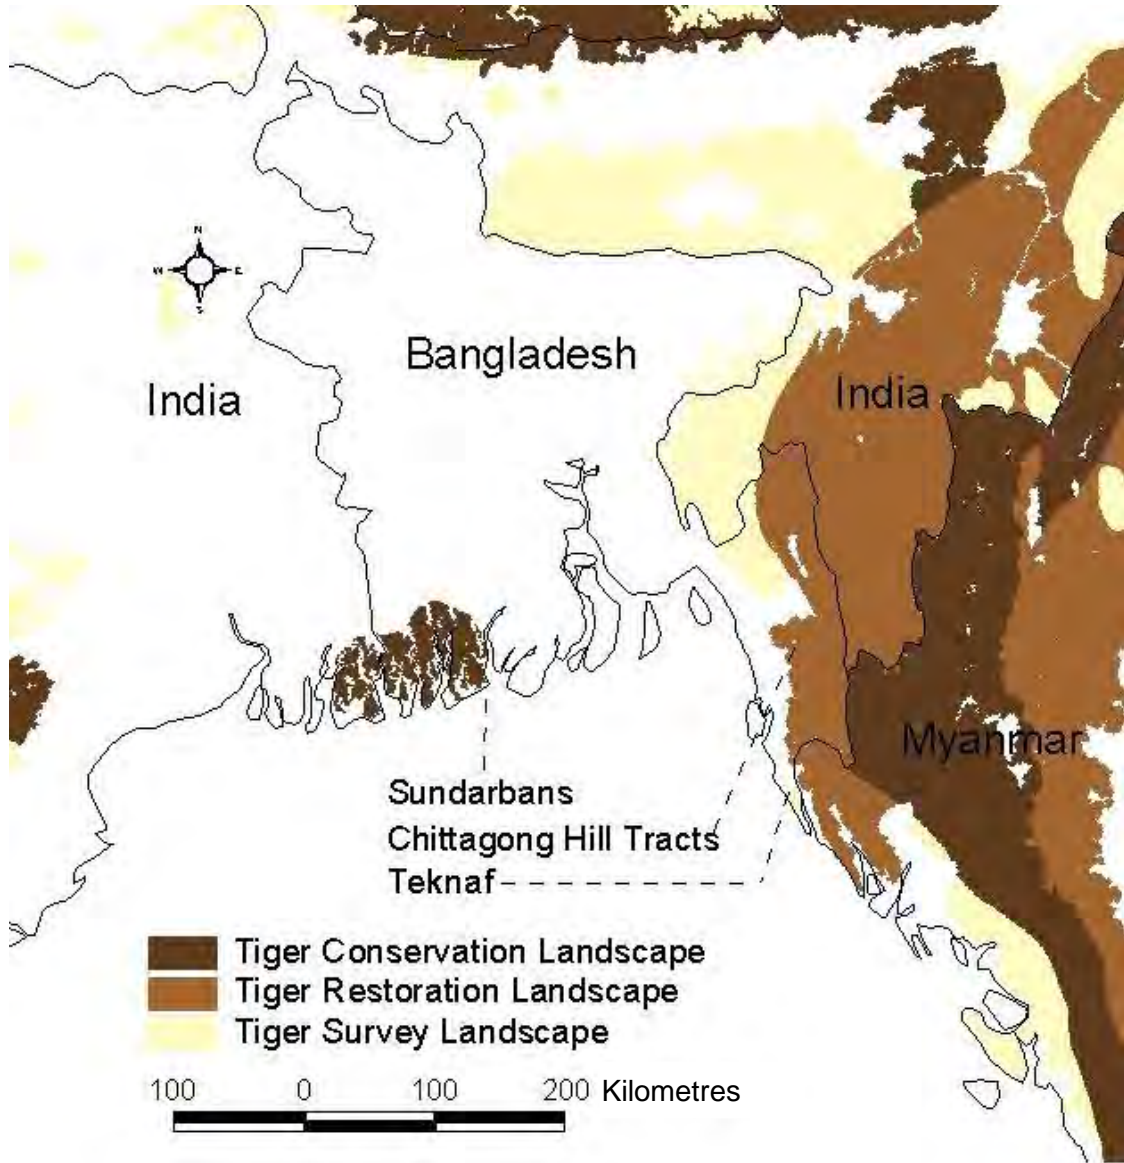 N
W E
S
Bangladesh
India
India
Myanmar
Sundarbans
Chittagong Hill Tracts
Teknaf
Tiger Conservation Landscape
Tiger Restoration Landscape
Tiger Survey Landscape
100 0 100 200 Kilometres